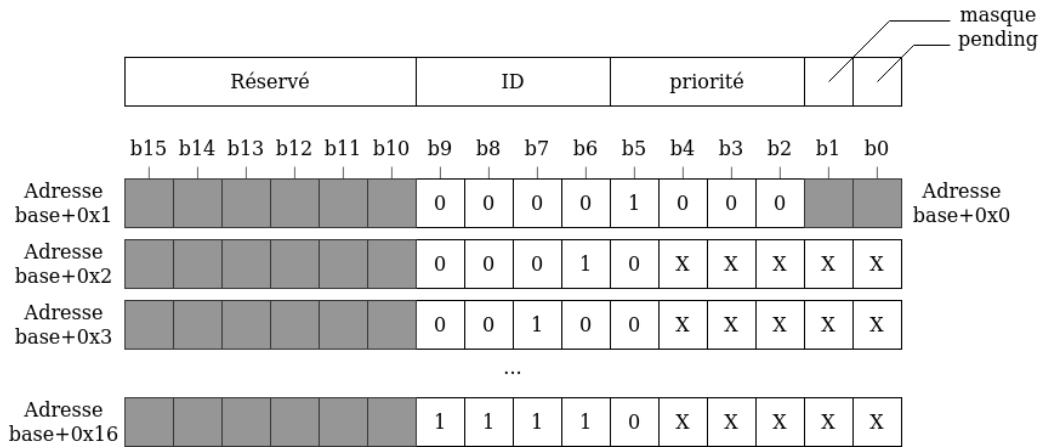 masque
pending
Réservé ID priorité
b15 b14 b13 b12 b11 b10 b9 b8 b7 b6 b5 b4 b3 b2 b1 b0
Adresse
base+0x1
0 0 0 0 1 0 0 0
Adresse
base+0x0
Adresse
base+0x2
0 0 0 1 0 X X X X X
Adresse
base+0x3
0 0 1 0 0 X X X X X
...
Adresse
base+0x16
1 1 1 1 0 X X X X X